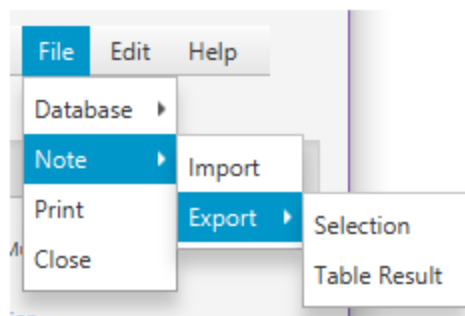 File Edit Help
Database
Note
Import
Print
Export
Selection
Close
Table Result